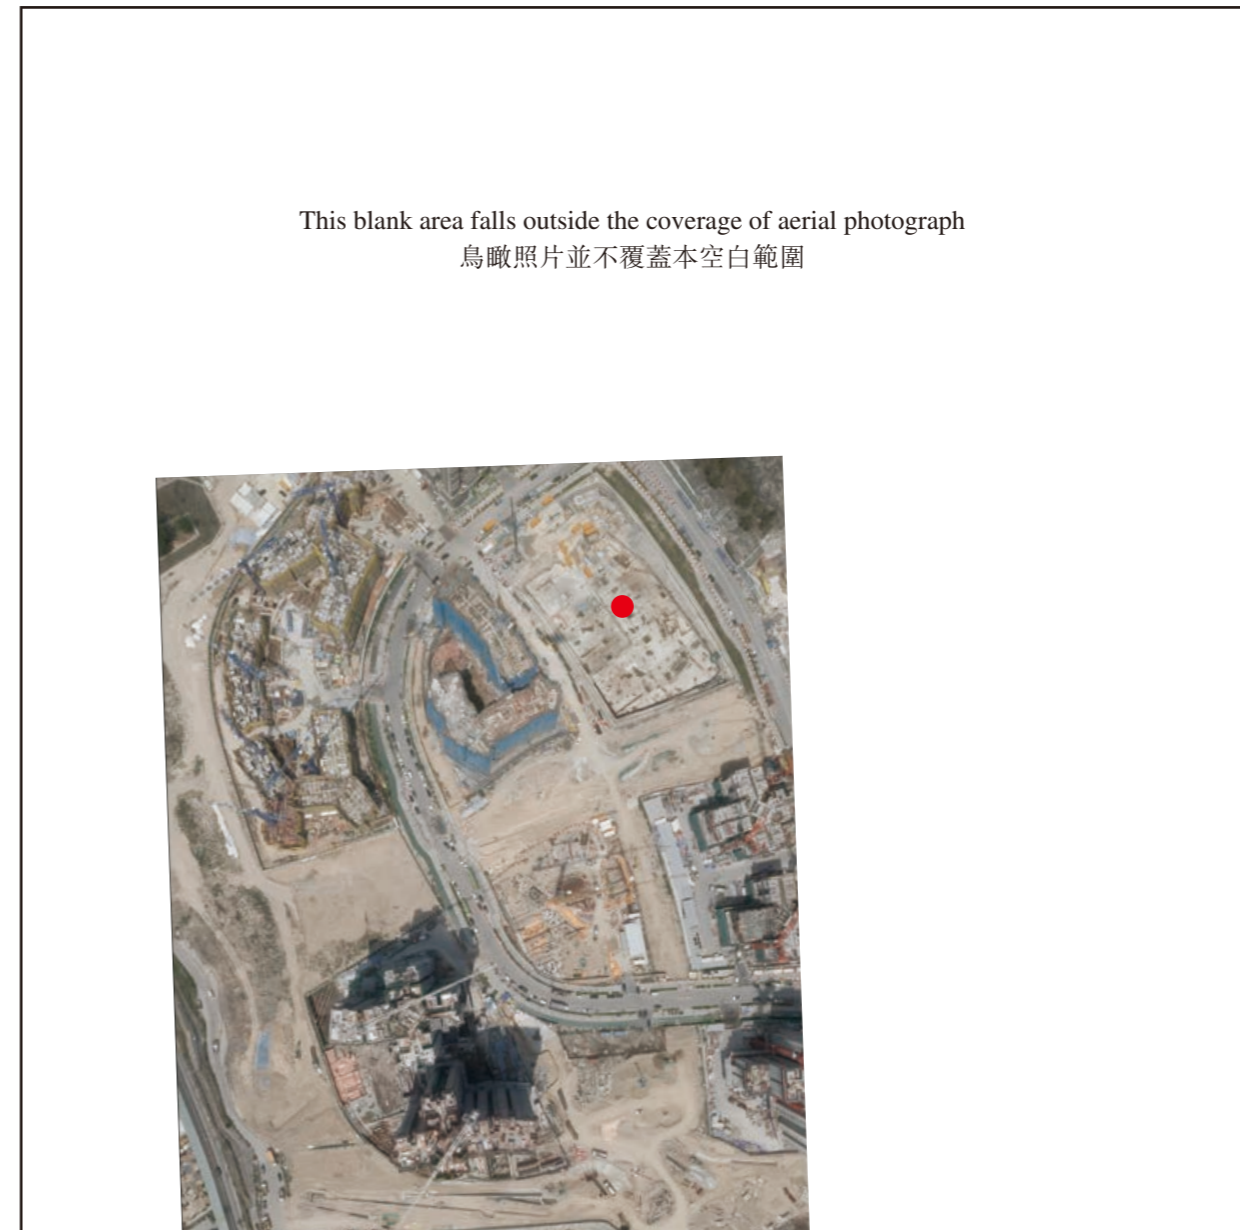 This blank area falls outside the coverage of aerial photograph
鳥瞰照片並不覆蓋本空白範圍